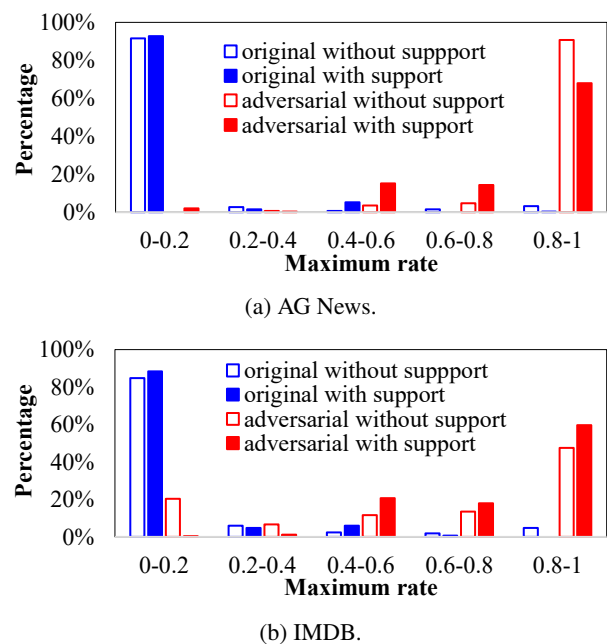 100%
80%
60%
40%
20%
0%
Percentage
original without suppport
original with support
adversarial without support
adversarial with support
0-0.2 0.2-0.4 0.4-0.6 0.6-0.8 0.8-1
Maximum rate
(a) AG News.
100%
80%
60%
40%
20%
0%
Percentage
original without suppport
original with support
adversarial without support
adversarial with support
0-0.2 0.2-0.4 0.4-0.6 0.6-0.8 0.8-1
Maximum rate
(b) IMDB.